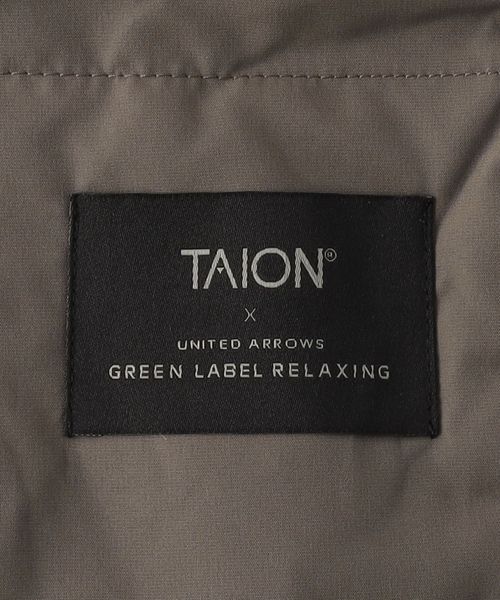 TAION®
X
UNITED ARROWS
GREEN LABEL RELAXING